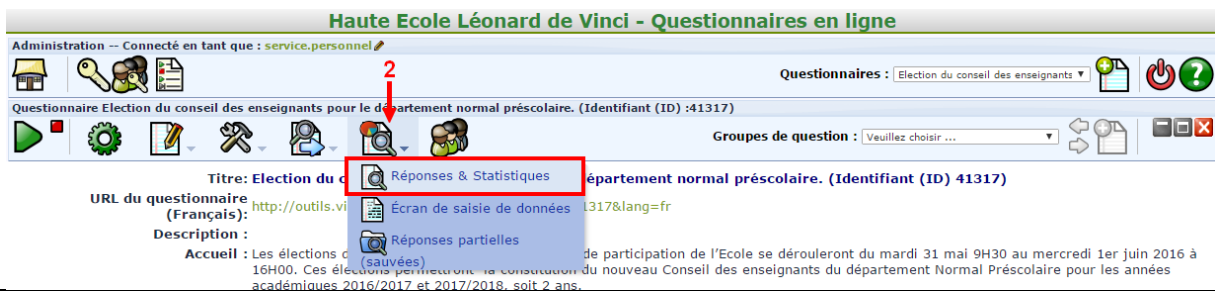 Haute Ecole Léonard de Vinci - Questionnaires en ligne
Administration -- Connecté en tant que : service.personnel
2
Questionnaires : Election du conseil des enseignants
Questionnaire Election du conseil des enseignants pour le département normal préscolaire. (Identifiant (ID) :41317)
Groupes de question : Veuillez choisir ...
Réponses & Statistiques
Écran de saisie de données
Réponses partielles
(sauvées)
Titre: Election du c épartement normal préscolaire. (Identifiant (ID) 41317)
URL du questionnaire
(Français): http://outils.vi 1317&lang=fr
Description :
Accueil : Les élections d de participation de l'Ecole se dérouleront du mardi 31 mai 9H30 au mercredi 1er juin 2016 à
16H00. Ces élections permettront la constitution du nouveau Conseil des enseignants du département Normal Préscolaire pour les années
académiques 2016/2017 et 2017/2018, soit 2 ans.